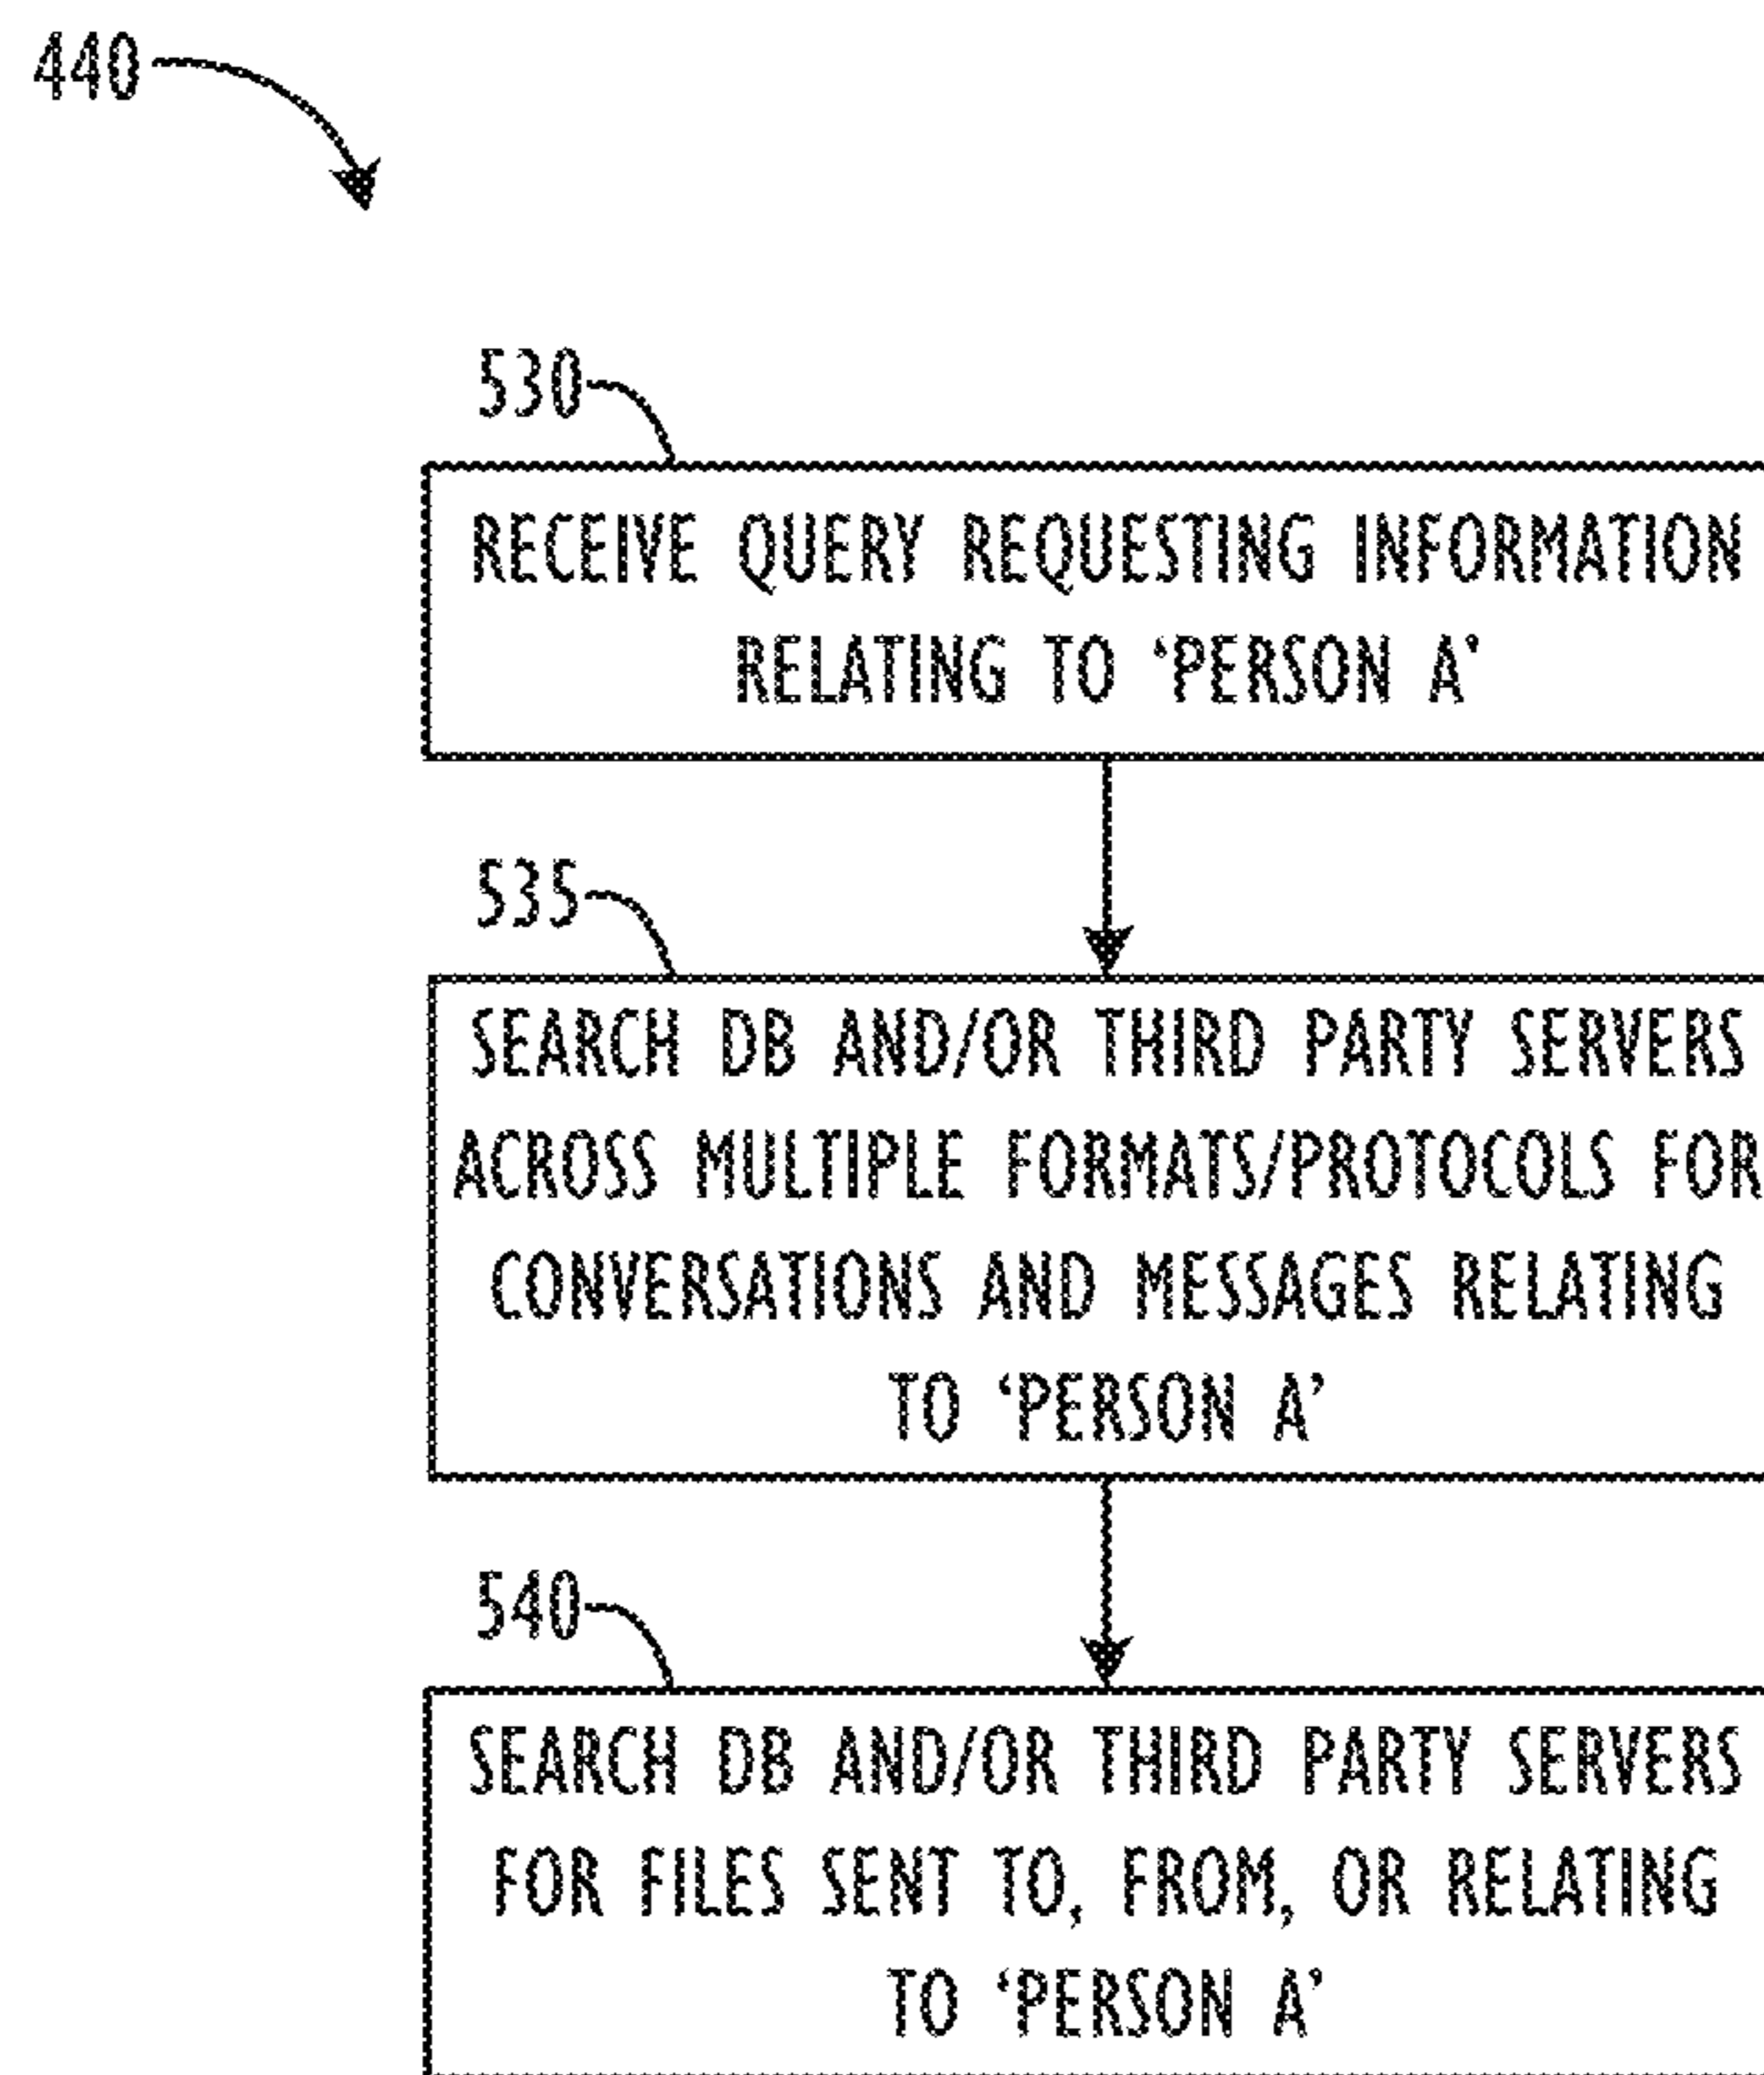 440
530
RECEIVE QUERY REQUESTING INFORMATION
RELATING TO ‘PERSON A’
535
SEARCH DB AND/OR THIRD PARTY SERVERS
ACROSS MULTIPLE FORMATS/PROTOCOLS FOR
CONVERSATIONS AND MESSAGES RELATING
TO ‘PERSON A’
540
SEARCH DB AND/OR THIRD PARTY SERVERS
FOR FILES SENT TO, FROM, OR RELATING
TO ‘PERSON A’